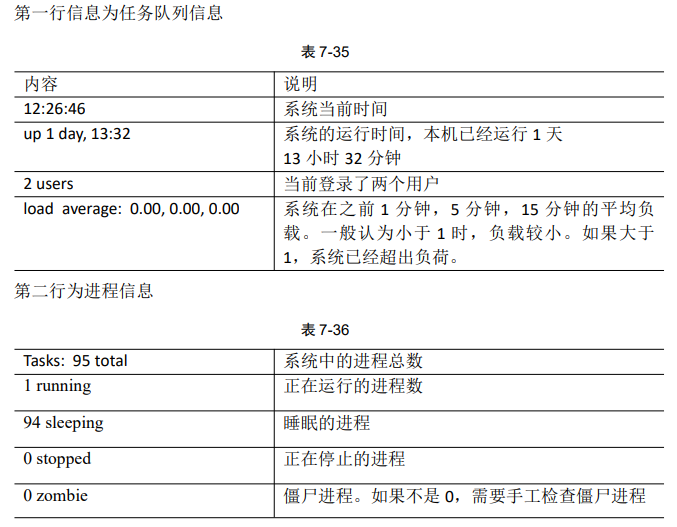 第一行信息为任务队列信息
表 7-35
内容 说明
12:26:46 系统当前时间
up 1 day, 13:32 系统的运行时间，本机已经运行 1 天
13 小时 32 分钟
2 users 当前登录了两个用户
load average: 0.00, 0.00, 0.00 系统在之前 1 分钟，5 分钟，15 分钟的平均负
载。一般认为小于 1 时，负载较小。如果大于
1，系统已经超出负荷。
第二行为进程信息
表 7-36
Tasks: 95 total 系统中的进程总数
1 running 正在运行的进程数
94 sleeping 睡眠的进程
0 stopped 正在停止的进程
0 zombie 僵尸进程。如果不是 0，需要手工检查僵尸进程